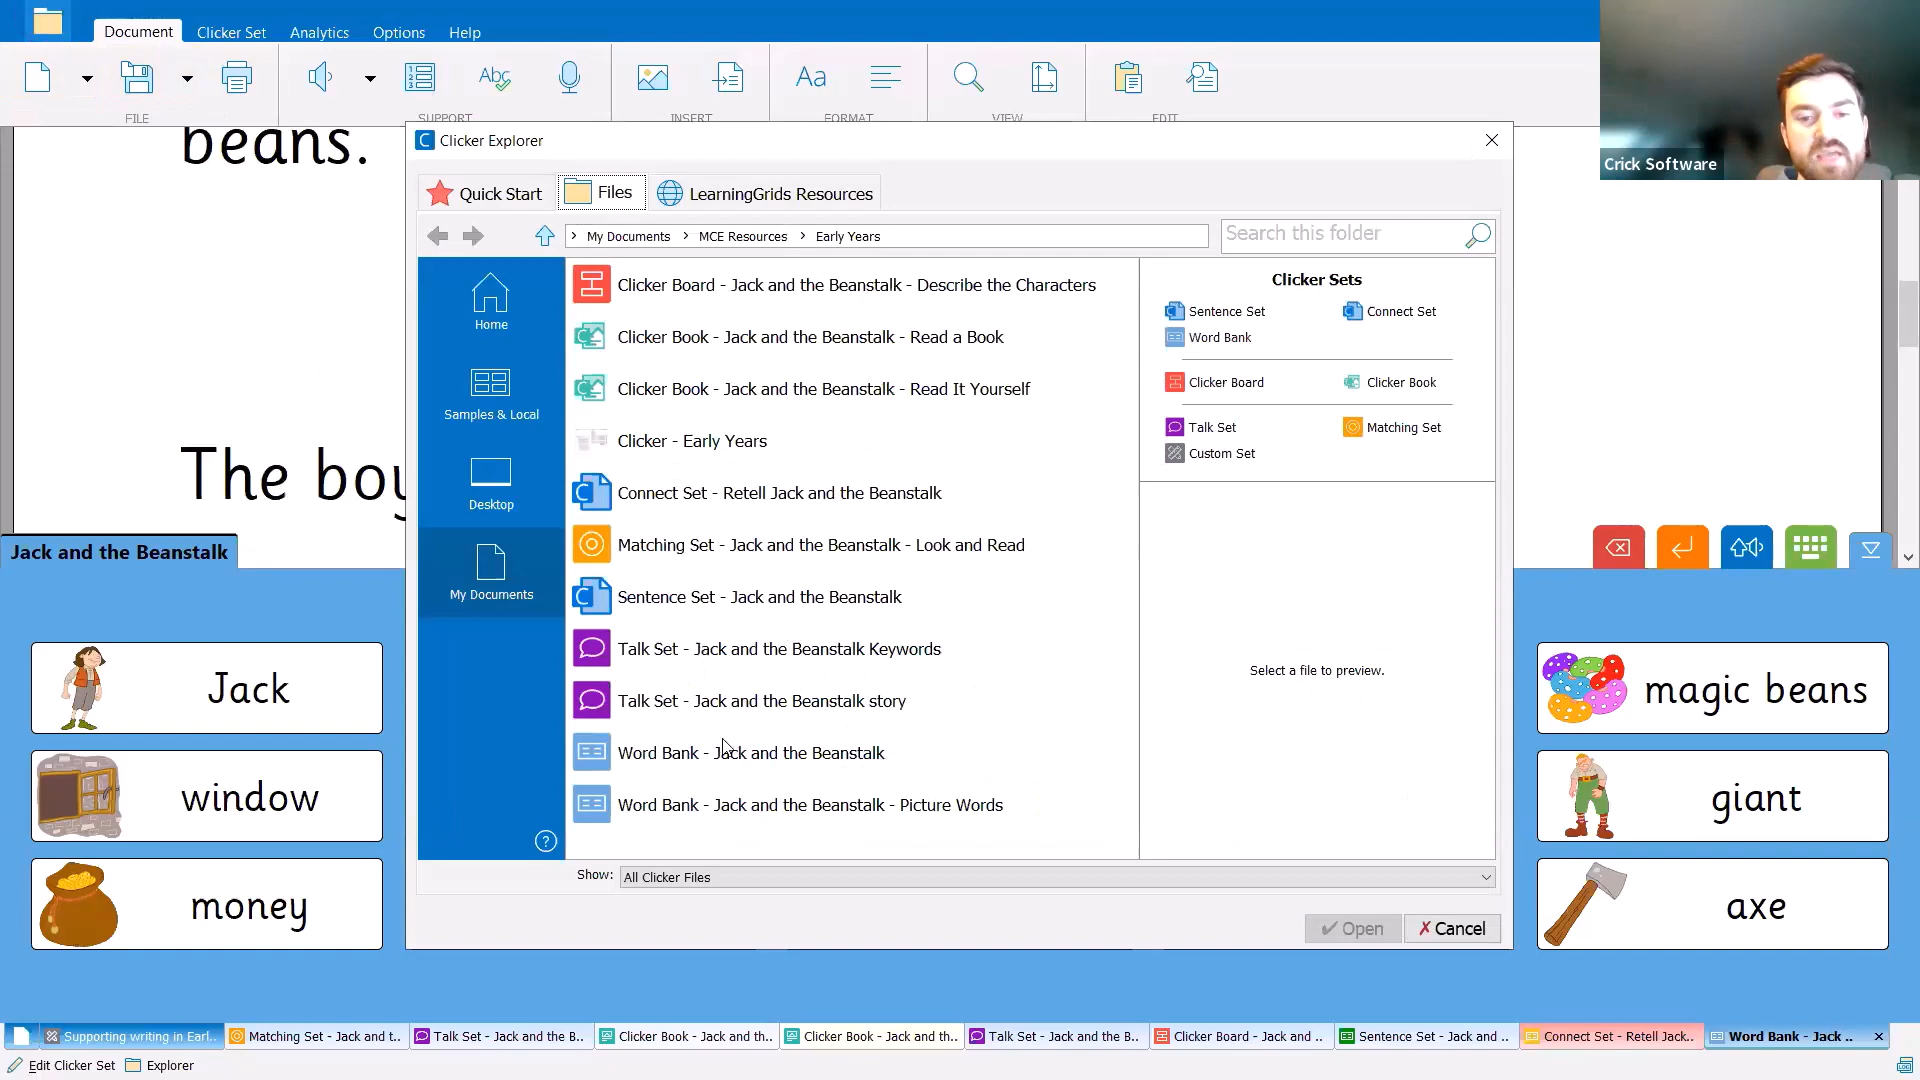 Document
Clicker Set
Analytics
Options
Help
Abc
Aa
FILE
SUPPORT
INSERT
FORMAT
VIEW
EDIT
Crick Software
beans.
The boy
Clicker Explorer
Quick Start
Files
LearningGrids Resources
My Documents
MCE Resources
Early Years
Search this folder
Home
Samples & Local
Desktop
My Documents
Clicker Board - Jack and the Beanstalk - Describe the Characters
Clicker Book - Jack and the Beanstalk - Read a Book
Clicker Book - Jack and the Beanstalk - Read It Yourself
Clicker - Early Years
Connect Set - Retell Jack and the Beanstalk
Matching Set - Jack and the Beanstalk - Look and Read
Sentence Set - Jack and the Beanstalk
Talk Set - Jack and the Beanstalk Keywords
Talk Set - Jack and the Beanstalk story
Word Bank - Jack and the Beanstalk
Word Bank - Jack and the Beanstalk - Picture Words
Clicker Sets
Sentence Set
Connect Set
Word Bank
Clicker Board
Clicker Book
Talk Set
Matching Set
Custom Set
Select a file to preview.
Show:
All Clicker Files
Open
Cancel
Jack and the Beanstalk
Jack
window
money
magic beans
giant
axe
Supporting writing in Earl..
Matching Set - Jack and t..
Talk Set - Jack and the B..
Clicker Book - Jack and th..
Clicker Book - Jack and th..
Talk Set - Jack and the B..
Clicker Board - Jack and ..
Sentence Set - Jack and ..
Connect Set - Retell Jack..
Word Bank - Jack ..
Edit Clicker Set
Explorer